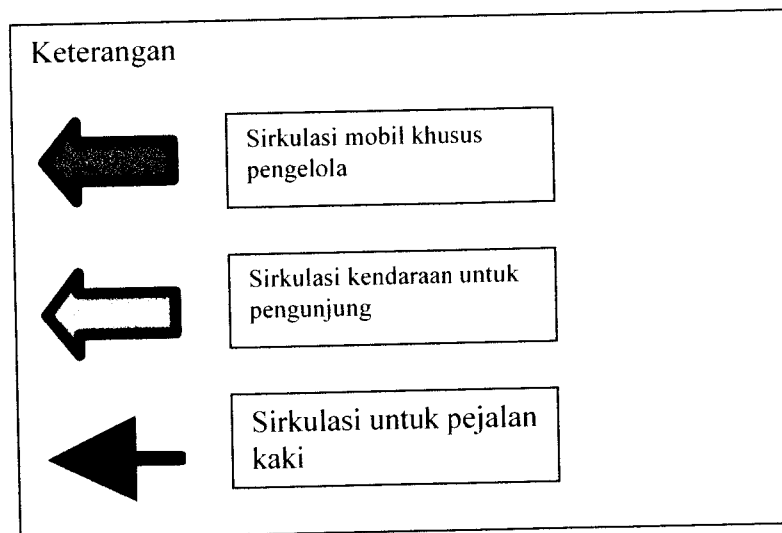 Keterangan
Sirkulasi mobil khusus
pengelola
Sirkulasi kendaraan untuk
pengunjung
Sirkulasi untuk pejalan
kaki